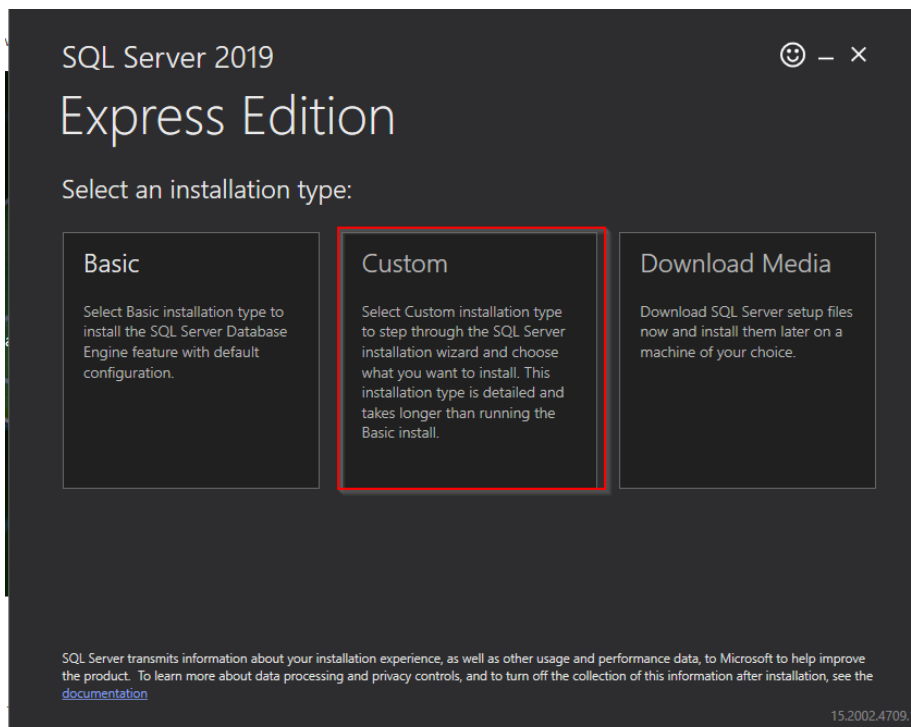 SQL Server 2019
Express Edition
Select an installation type:
Basic
Select Basic installation type to
install the SQL Server Database
Engine feature with default
configuration.
Custom
Select Custom installation type
to step through the SQL Server
installation wizard and choose
what you want to install. This
installation type is detailed and
takes longer than running the
Basic install.
Download Media
Download SQL Server setup files
now and install them later on a
machine of your choice.
SQL Server transmits information about your installation experience, as well as other usage and performance data, to Microsoft to help improve
the product. To learn more about data processing and privacy controls, and to turn off the collection of this information after installation, see the
documentation
15.2002.4709.